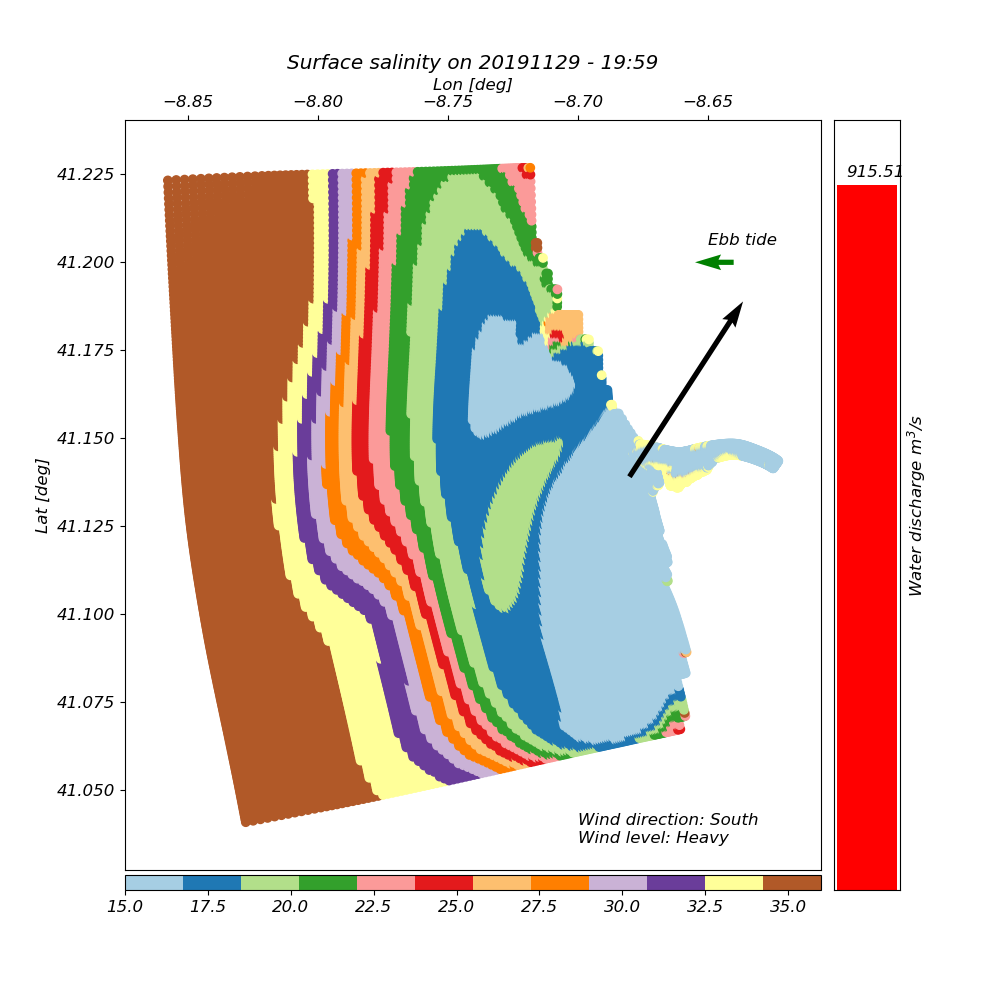 Surface salinity on 20191129 - 19:59
Lon [deg]
−8.85 −8.80 −8.75 −8.70 −8.65
915.51
41.225
Ebb tide
41.200
41.175
41.150
41.125
41.100
41.075
41.050
Lat [deg]
Water discharge m³/s
Wind direction: South
Wind level: Heavy
15.0 17.5 20.0 22.5 25.0 27.5 30.0 32.5 35.0